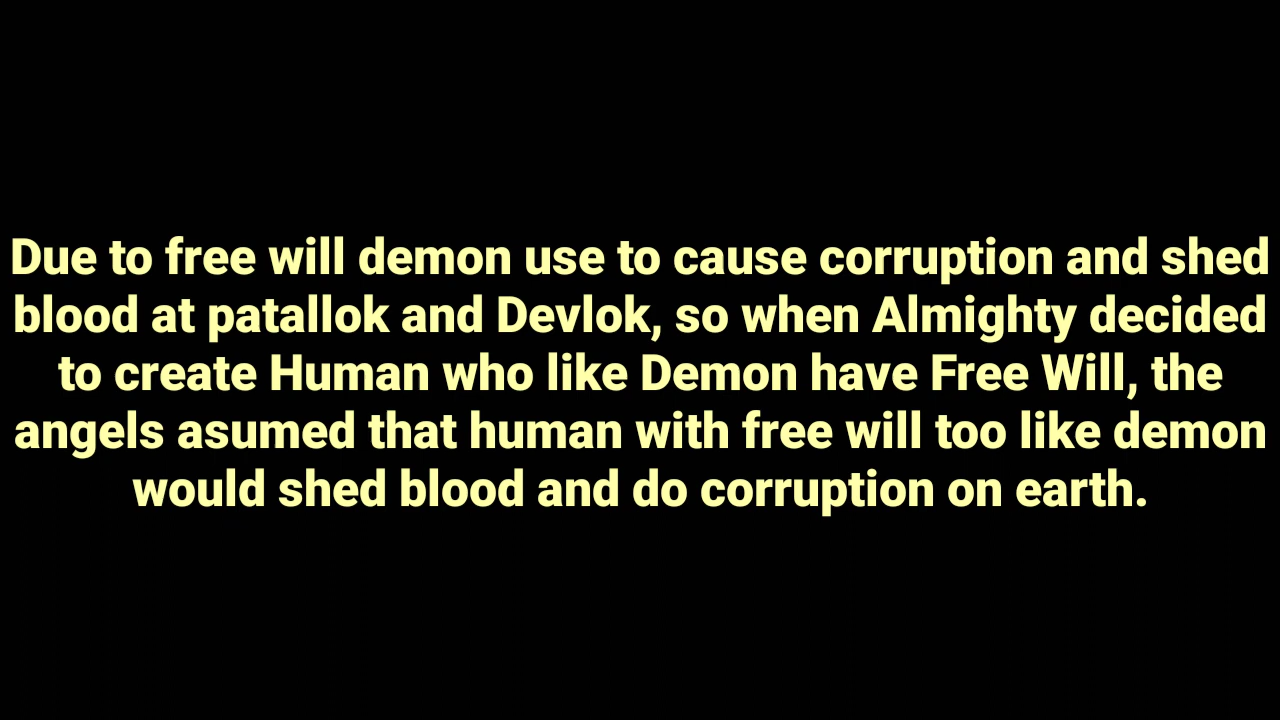 Due to free will demon use to cause corruption and shed
blood at patallok and Devlok, so when Almighty decided
to create Human who like Demon have Free Will, the
angels asumed that human with free will too like demon
would shed blood and do corruption on earth.